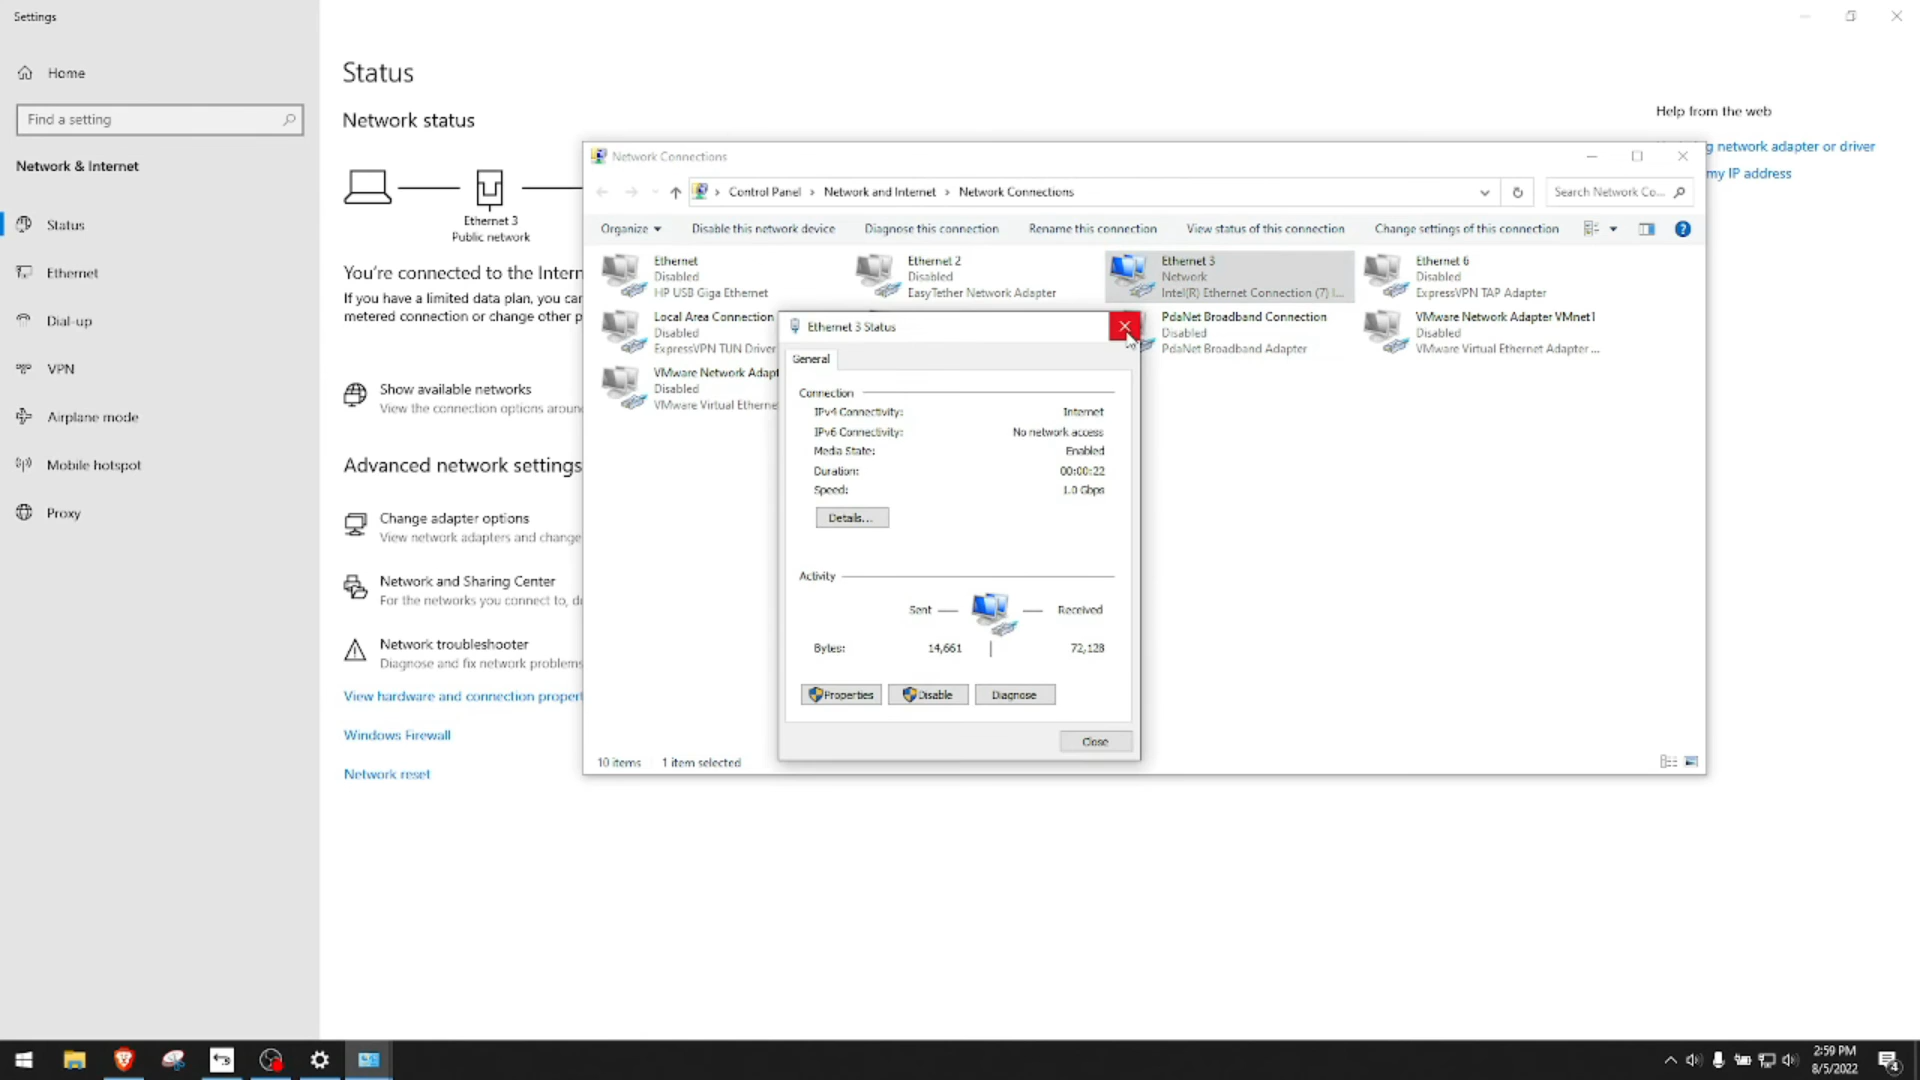 Settings
Home
Find a setting
Network & Internet
Status
Ethernet
Dial-up
VPN
Airplane mode
Mobile hotspot
Proxy
Status
Network status
Ethernet 3
Public network
You're connected to the Intern
If you have a limited data plan, you can
metered connection or change other p
Show available networks
View the connection options aroun
Advanced network settings
Change adapter options
View network adapters and change
Network and Sharing Center
For the networks you connect to, d
Network troubleshooter
Diagnose and fix network problems
View hardware and connection propert
Windows Firewall
Network reset
Help from the web
g network adapter or driver
my IP address
Network Connections
Control Panel > Network and Internet > Network Connections
Search Network Co...
Organize
Disable this network device
Diagnose this connection
Rename this connection
View status of this connection
Change settings of this connection
Ethernet
Disabled
HP USB Giga Ethernet
Ethernet 2
Disabled
EasyTether Network Adapter
Ethernet 3
Network
Intel(R) Ethernet Connection (7) I...
Ethernet 6
Disabled
ExpressVPN TAP Adapter
Local Area Connection
Disabled
ExpressVPN TUN Driver
PdaNet Broadband Connection
Disabled
PdaNet Broadband Adapter
VMware Network Adapter VMnet1
Disabled
VMware Virtual Ethernet Adapter ...
VMware Network Adapt
Disabled
VMware Virtual Etherne
10 items
1 item selected
Ethernet 3 Status
General
Connection
IPv4 Connectivity: Internet
IPv6 Connectivity: No network access
Media State: Enabled
Duration: 00:00:22
Speed: 1.0 Gbps
Details...
Activity
Sent
Received
Bytes: 14,661 72,128
Properties
Disable
Diagnose
Close
2:59 PM
8/5/2022
4